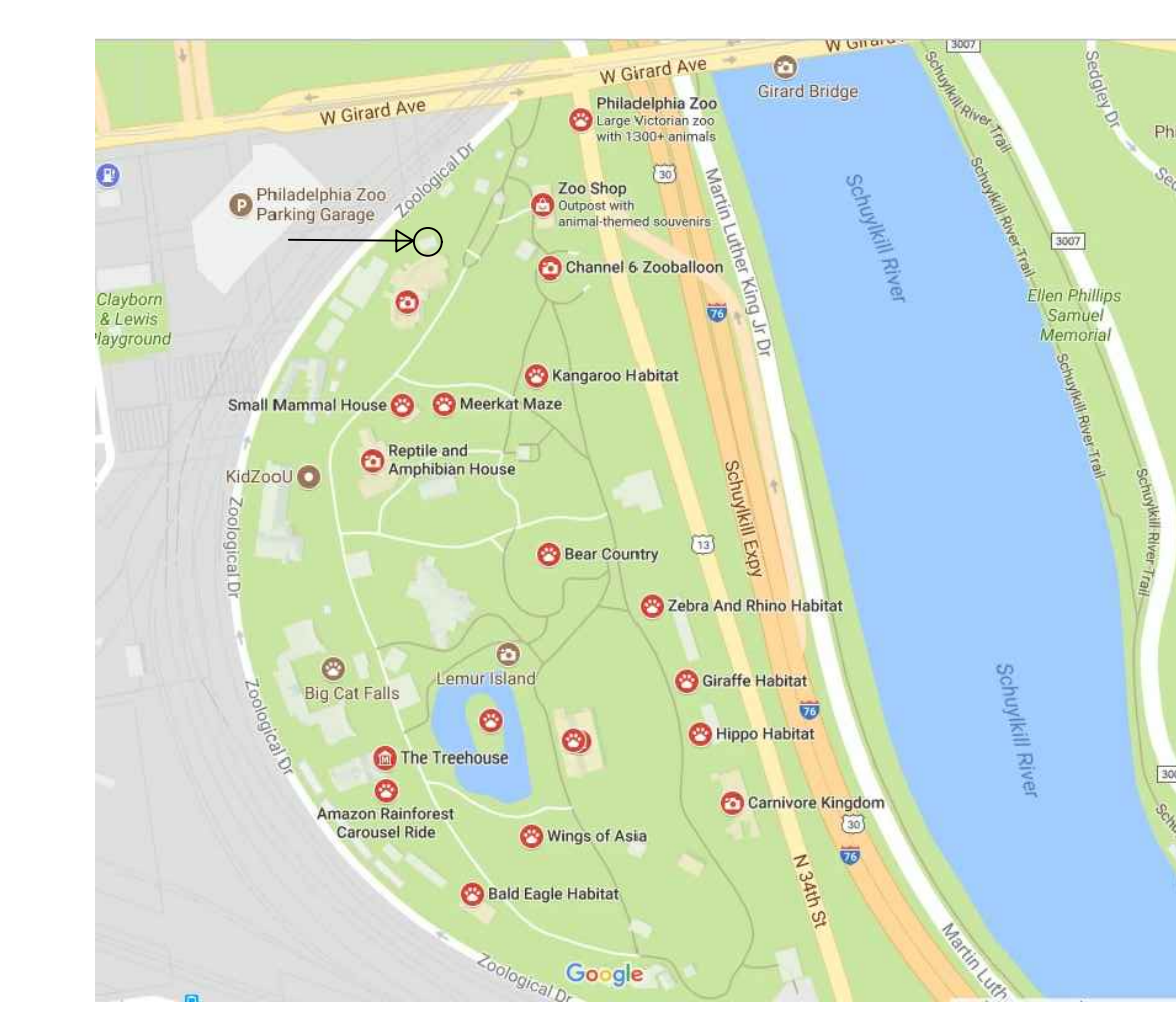 W Girard
3007
W Girard Ave
Girard Bridge
W Girard Ave
Philadelphia Zoo
Large Victorian zoo
with 1300+ animals
Schuylkill River Trail
Sedgley Dr
Zoological Dr
30
Philadelphia Zoo
Parking Garage
P
Zoo Shop
Outpost with
animal-themed souvenirs
Martin Luther King Jr Dr
Schuylkill River
Schuylkill River Trail
3007
Channel 6 Zooballoon
76
Clayborn
& Lewis
Playground
Ellen Phillips
Samuel
Memorial
Kangaroo Habitat
Small Mammal House
Meerkat Maze
Schuylkill River Trail
Reptile and
Amphibian House
KidZooU
Schuylkill Expy
Schuylkill River Trail
Zoological Dr
13
Bear Country
Zebra And Rhino Habitat
Lemur Island
Big Cat Falls
Giraffe Habitat
Schuylkill River
76
Zoological Dr
Hippo Habitat
The Treehouse
M
Amazon Rainforest
Carousel Ride
Carnivore Kingdom
30
Wings of Asia
76
N 34th St
Bald Eagle Habitat
Martin Luth
Zoological Dr
Google